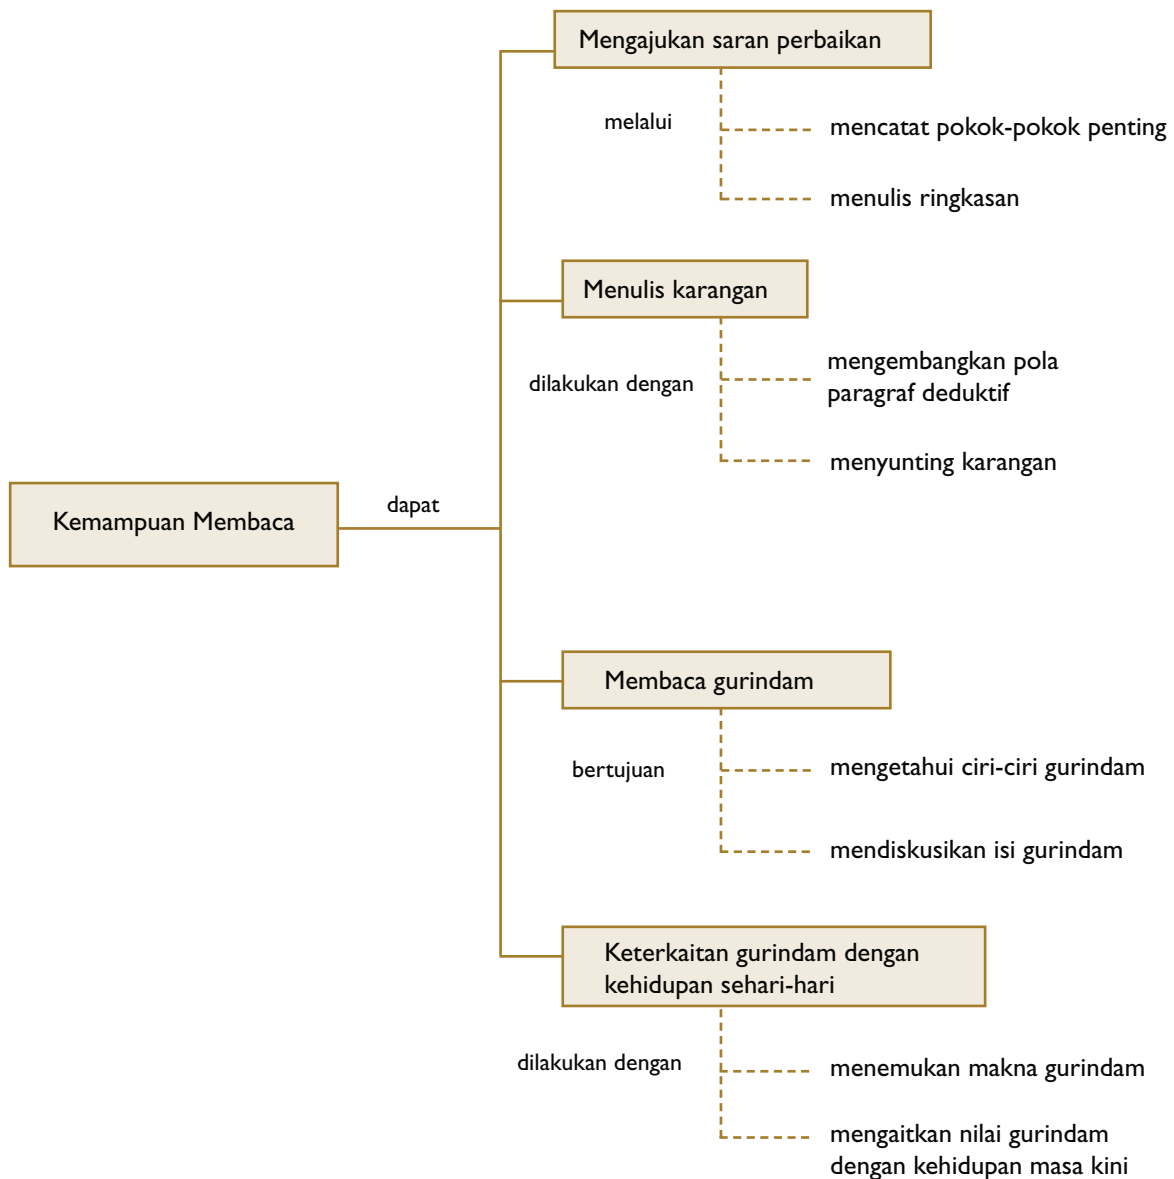 Mengajukan saran perbaikan
melalui
mencatat pokok-pokok penting
menulis ringkasan
Menulis karangan
dilakukan dengan
mengembangkan pola
paragraf deduktif
menyunting karangan
Kemampuan Membaca
dapat
Membaca gurindam
bertujuan
mengetahui ciri-ciri gurindam
mendiskusikan isi gurindam
Keterkaitan gurindam dengan
kehidupan sehari-hari
dilakukan dengan
menemukan makna gurindam
mengaitkan nilai gurindam
dengan kehidupan masa kini